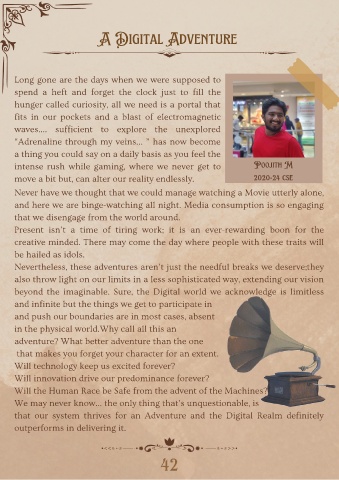 A Digital Adventure
Long gone are the days when we were supposed to
spend a heft and forget the clock just to fill the
hunger called curiosity, all we need is a portal that
fits in our pockets and a blast of electromagnetic
waves.... sufficient to explore the unexplored
"Adrenaline through my veins... " has now become
a thing you could say on a daily basis as you feel the
intense rush while gaming, where we never get to
move a bit but, can alter our reality endlessly.
Poojith M
2020-24 CSE
Never have we thought that we could manage watching a Movie utterly alone,
and here we are binge-watching all night. Media consumption is so engaging
that we disengage from the world around.
Present isn't a time of tiring work; it is an ever-rewarding boon for the
creative minded. There may come the day where people with these traits will
be hailed as idols.
Nevertheless, these adventures aren't just the needful breaks we deserve;they
also throw light on our limits in a less sophisticated way, extending our vision
beyond the imaginable. Sure, the Digital world we acknowledge is limitless
and infinite but the things we get to participate in
and push our boundaries are in most cases, absent
in the physical world.Why call all this an
adventure? What better adventure than the one
that makes you forget your character for an extent.
Will technology keep us excited forever?
Will innovation drive our predominance forever?
Will the Human Race be Safe from the advent of the Machines?
We may never know... the only thing that's unquestionable, is
that our system thrives for an Adventure and the Digital Realm definitely
outperforms in delivering it.
42